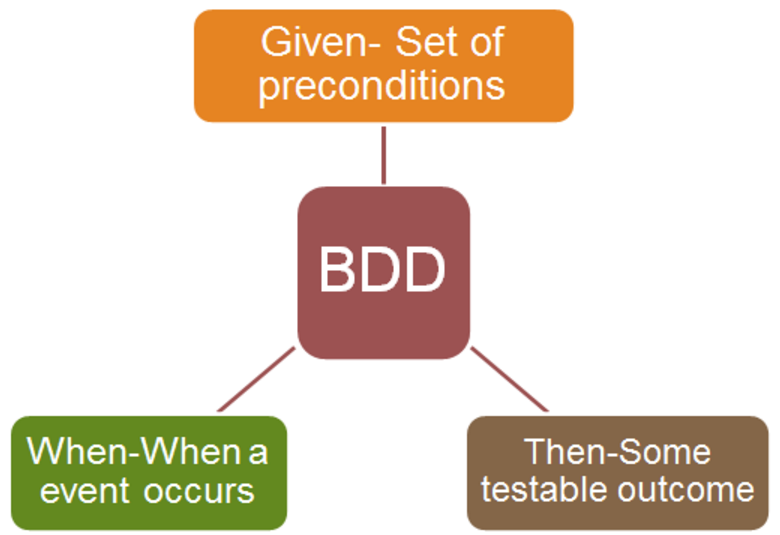 Given- Set of
preconditions
BDD
When-When a
event occurs
Then-Some
testable outcome